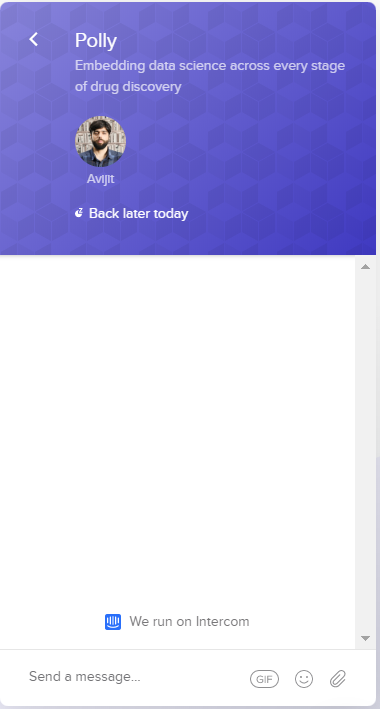 Polly
Embedding data science across every stage
of drug discovery
Avijit
Back later today
We run on Intercom
Send a message...
GIF